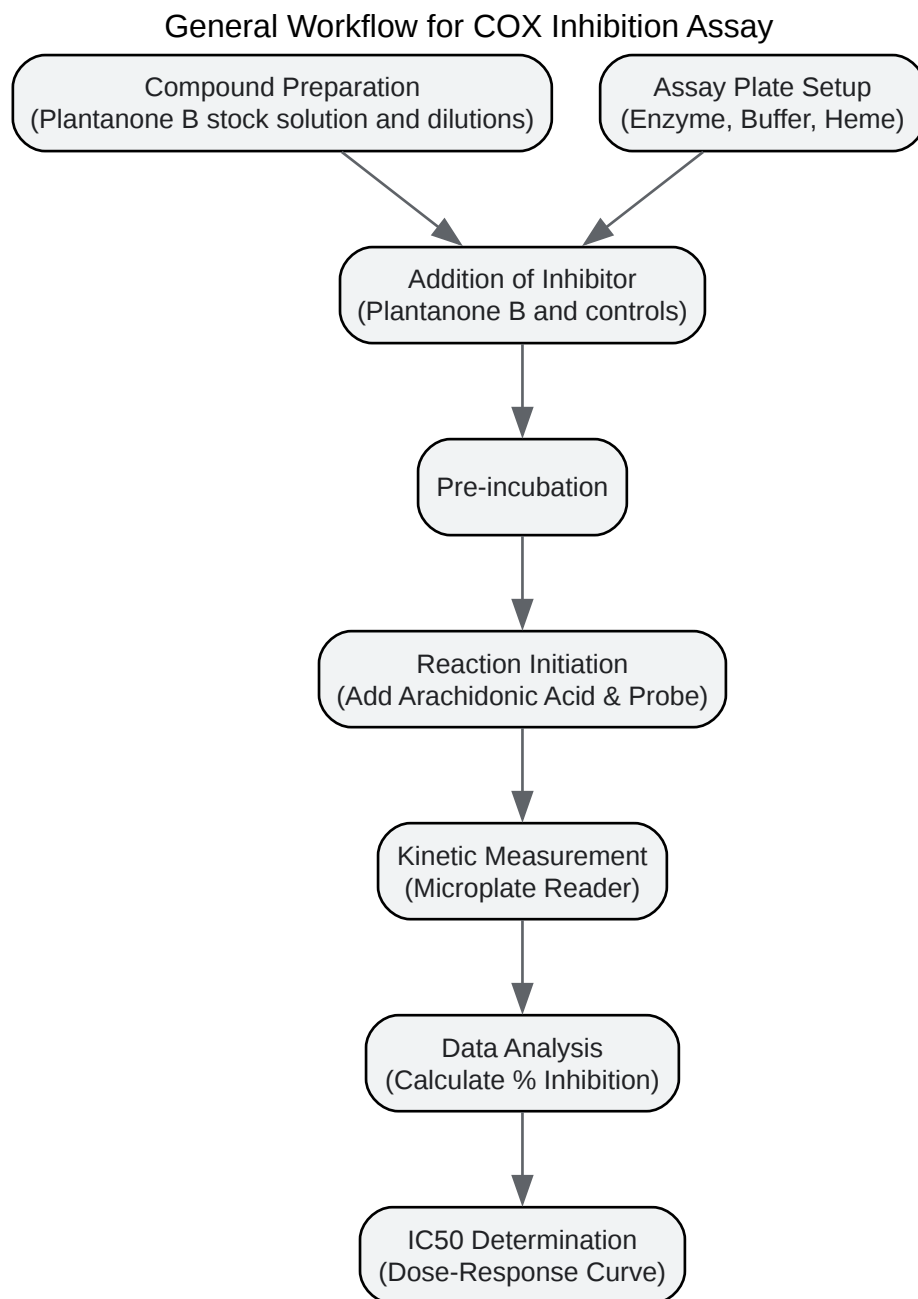 General Workflow for COX Inhibition Assay
Compound Preparation
(Plantanone B stock solution and dilutions)
Assay Plate Setup
(Enzyme, Buffer, Heme)
Addition of Inhibitor
(Plantanone B and controls)
Pre-incubation
Reaction Initiation
(Add Arachidonic Acid & Probe)
Kinetic Measurement
(Microplate Reader)
Data Analysis
(Calculate % Inhibition)
IC50 Determination
(Dose-Response Curve)